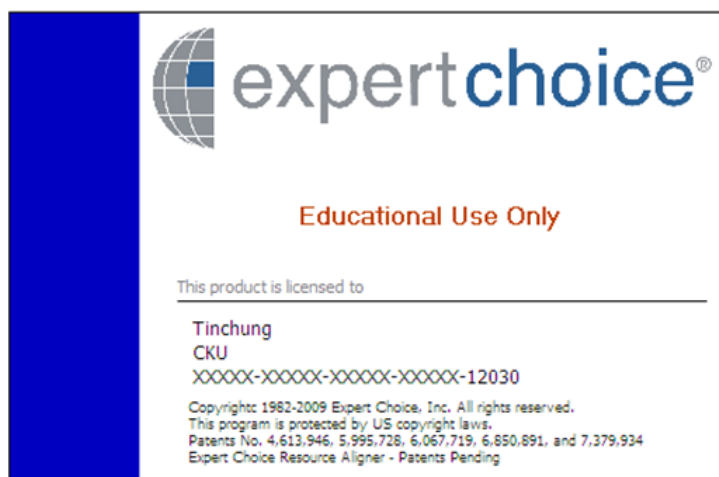 expertchoice®
Educational Use Only
This product is licensed to
Tinchung
CKU
XXXXX-XXXXX-XXXXX-XXXXX-12030
Copyrightc 1982-2009 Expert Choice, Inc. All rights reserved.
This program is protected by US copyright laws.
Patents No. 4,613,946, 5,995,728, 6,067,719, 6,850,891, and 7,379,934
Expert Choice Resource Aligner - Patents Pending